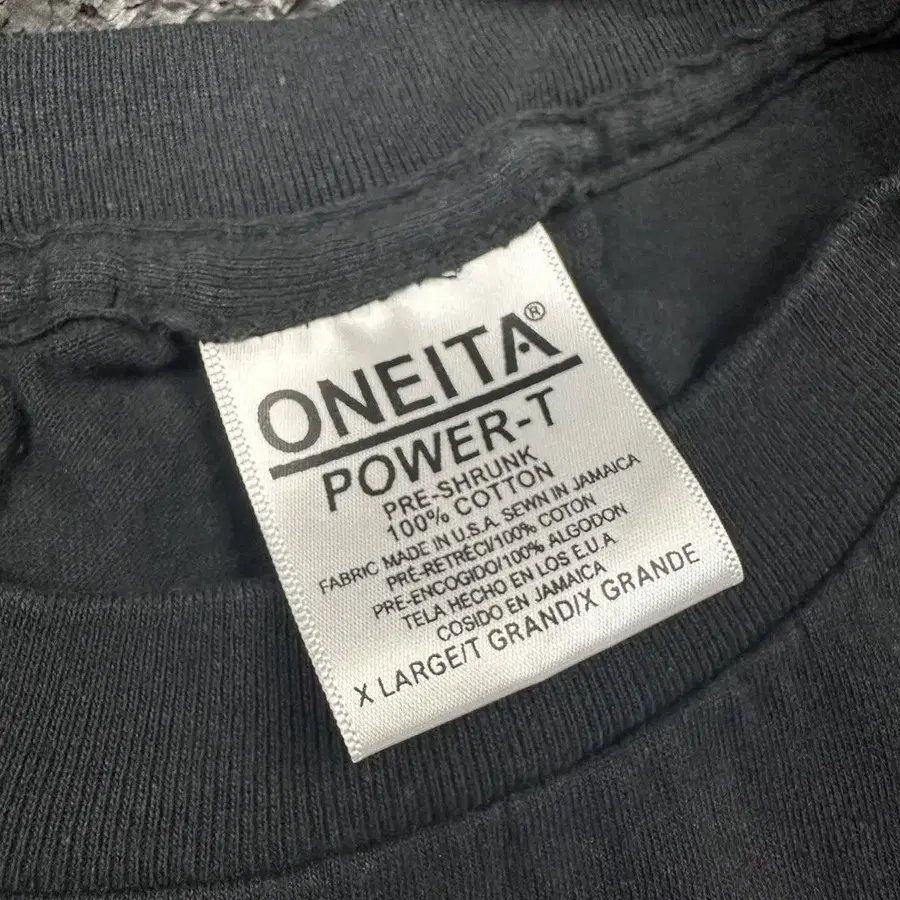 ONEITA®
POWER-T
PRE-SHRUNK
100% COTTON
FABRIC MADE IN U.S.A. SEWN IN JAMAICA
PRÉ-RETRÉCI/100% COTON
PRE-ENCOGIDO/100% ALGODON
TELA HECHO EN LOS E.U.A.
COSIDO EN JAMAICA
X LARGE/T GRAND/X GRANDE